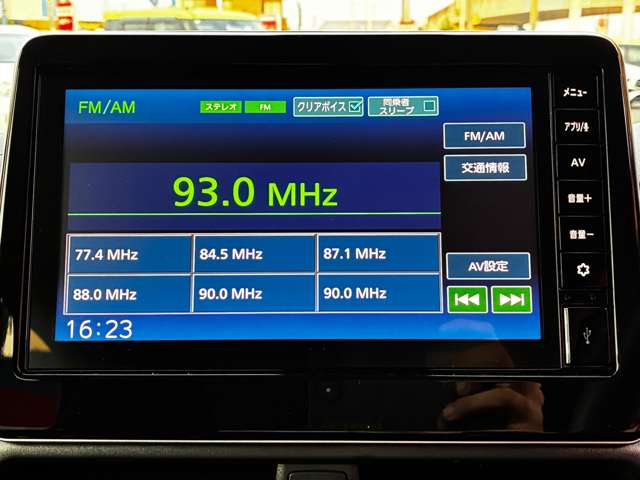 FM/AM ステレオ FM クリアボイス 同乗者スリープ
FM/AM
交通情報
93.0 MHz
77.4 MHz 84.5 MHz 87.1 MHz
88.0 MHz 90.0 MHz 90.0 MHz
AV設定
16:23
メニュー
アプリ/
AV
音量+
音量−